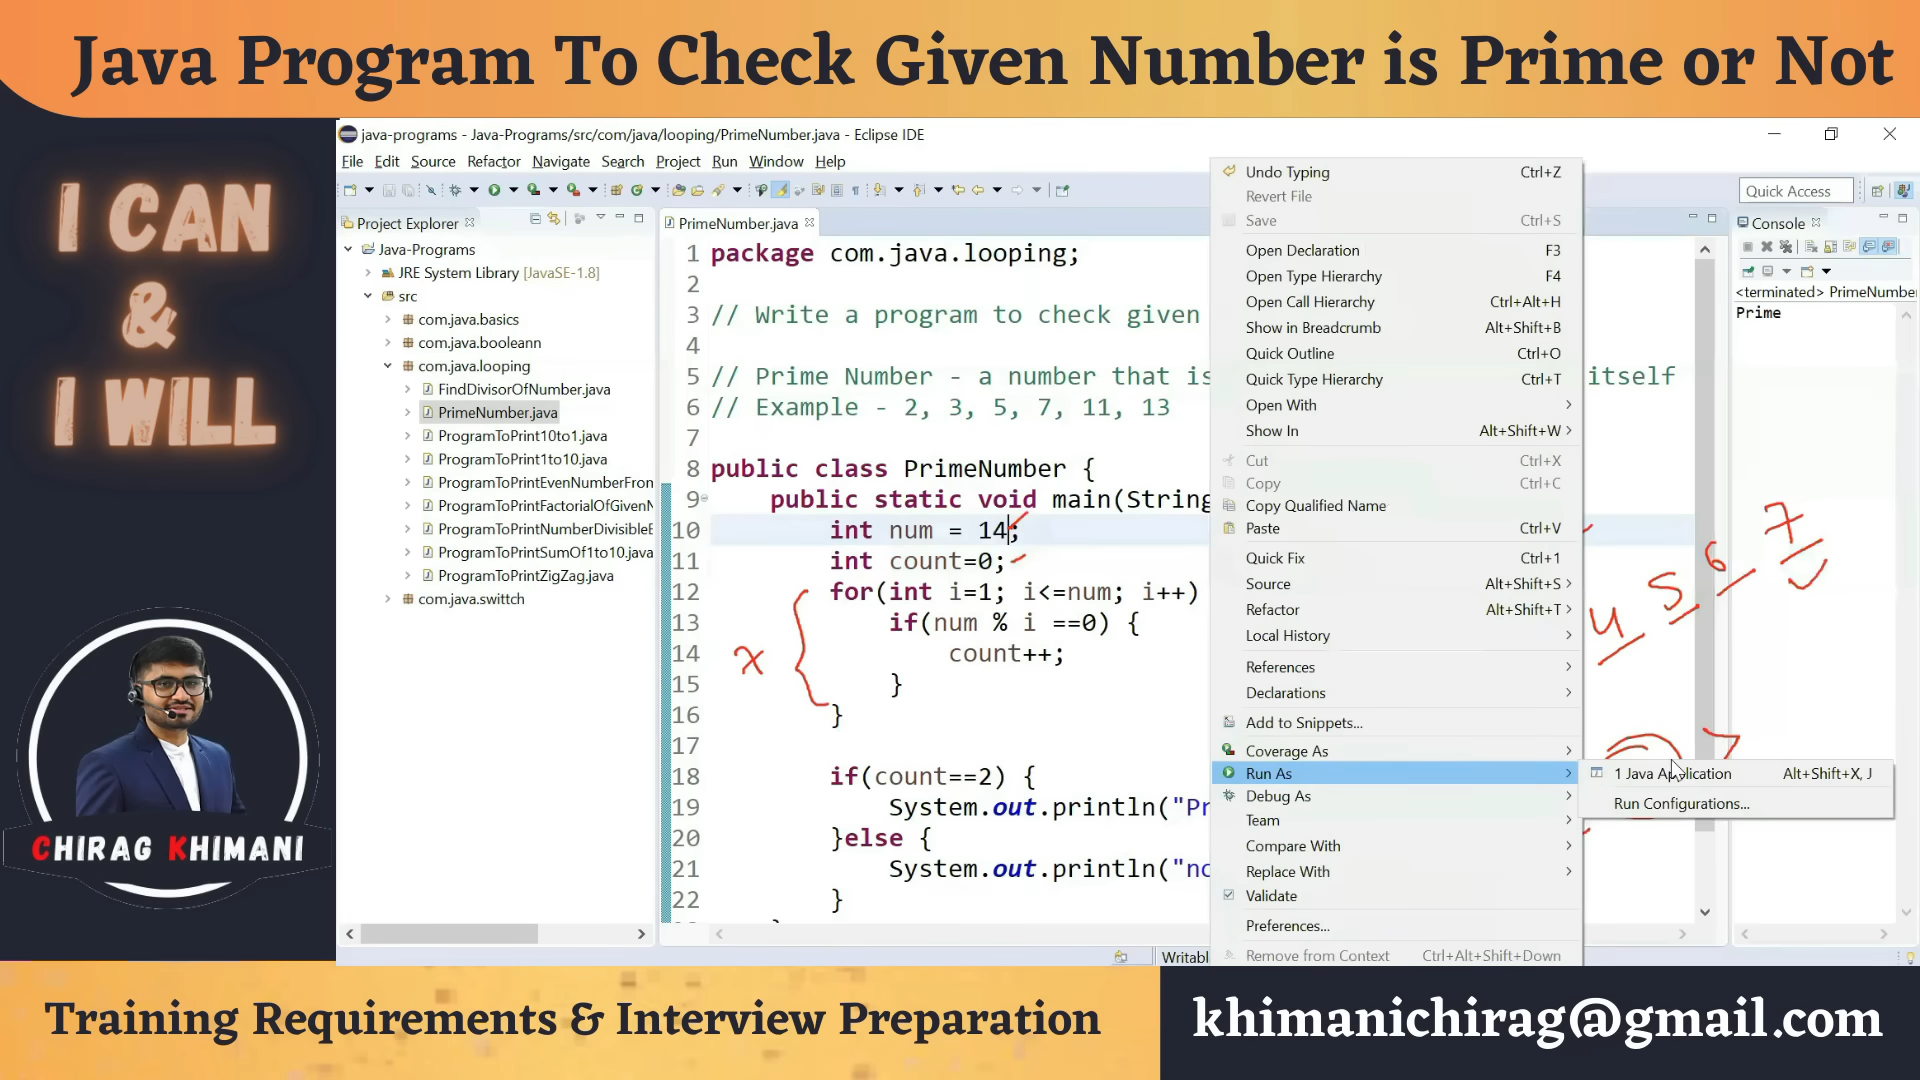 Java Program To Check Given Number is Prime or Not
I CAN
&
I WILL
CHIRAG KHIMANI
java-programs - Java-Programs/src/com/java/looping/PrimeNumber.java - Eclipse IDE
File Edit Source Refactor Navigate Search Project Run Window Help
Quick Access
Project Explorer
Java-Programs
JRE System Library [JavaSE-1.8]
src
com.java.basics
com.java.booleann
com.java.looping
FindDivisorOfNumber.java
PrimeNumber.java
ProgramToPrint10to1.java
ProgramToPrint1to10.java
ProgramToPrintEvenNumberFron
ProgramToPrintFactorialOfGivenN
ProgramToPrintNumberDivisibleE
ProgramToPrintSumOf1to10.java
ProgramToPrintZigZag.java
com.java.swittch
PrimeNumber.java
1 package com.java.looping;
2
3 // Write a program to check given
4
5 // Prime Number - a number that is itself
6 // Example - 2, 3, 5, 7, 11, 13
7
8 public class PrimeNumber {
9 public static void main(String
10 int num = 14;
11 int count=0;
12 for(int i=1; i<=num; i++)
13 if(num % i ==0) {
14 count++;
15 }
16 }
17
18 if(count==2) {
19 System.out.println("Pr
20 }else {
21 System.out.println("no
22 }
x
4 5 6 7
Undo Typing Ctrl+Z
Revert File
Save Ctrl+S
Open Declaration F3
Open Type Hierarchy F4
Open Call Hierarchy Ctrl+Alt+H
Show in Breadcrumb Alt+Shift+B
Quick Outline Ctrl+O
Quick Type Hierarchy Ctrl+T
Open With
Show In Alt+Shift+W
Cut Ctrl+X
Copy Ctrl+C
Copy Qualified Name
Paste Ctrl+V
Quick Fix Ctrl+1
Source Alt+Shift+S
Refactor Alt+Shift+T
Local History
References
Declarations
Add to Snippets...
Coverage As
Run As
Debug As
Team
Compare With
Replace With
Validate
Preferences...
Remove from Context Ctrl+Alt+Shift+Down
1 Java Application Alt+Shift+X, J
Run Configurations...
Console
<terminated> PrimeNumbe
Prime
Writabl
Training Requirements & Interview Preparation
khimanichirag@gmail.com